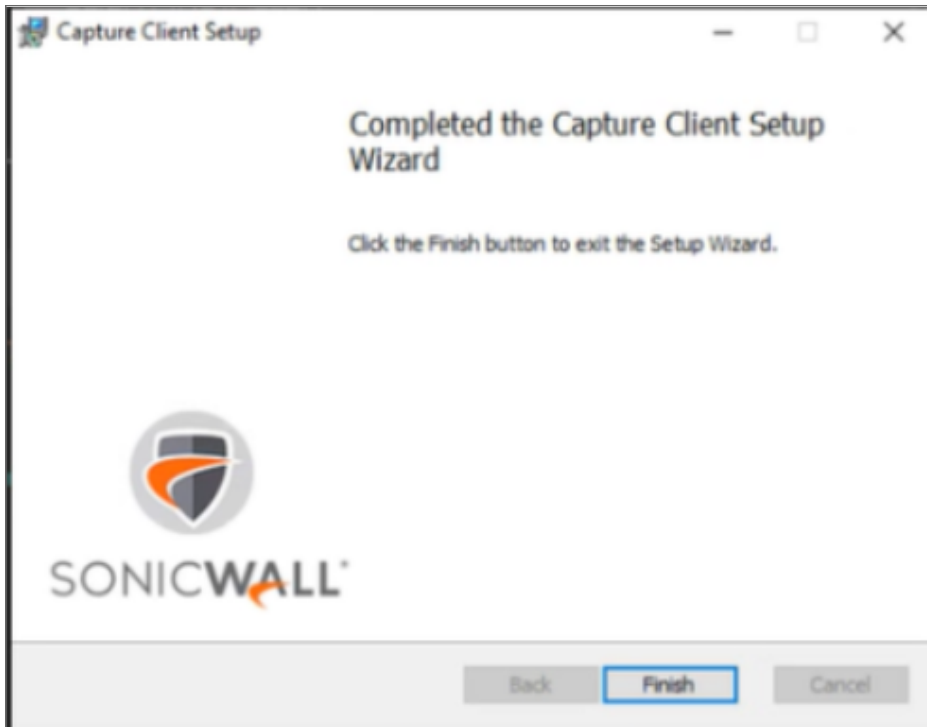 Capture Client Setup
Completed the Capture Client Setup
Wizard
Click the Finish button to exit the Setup Wizard.
SONICWALL
Back
Finish
Cancel